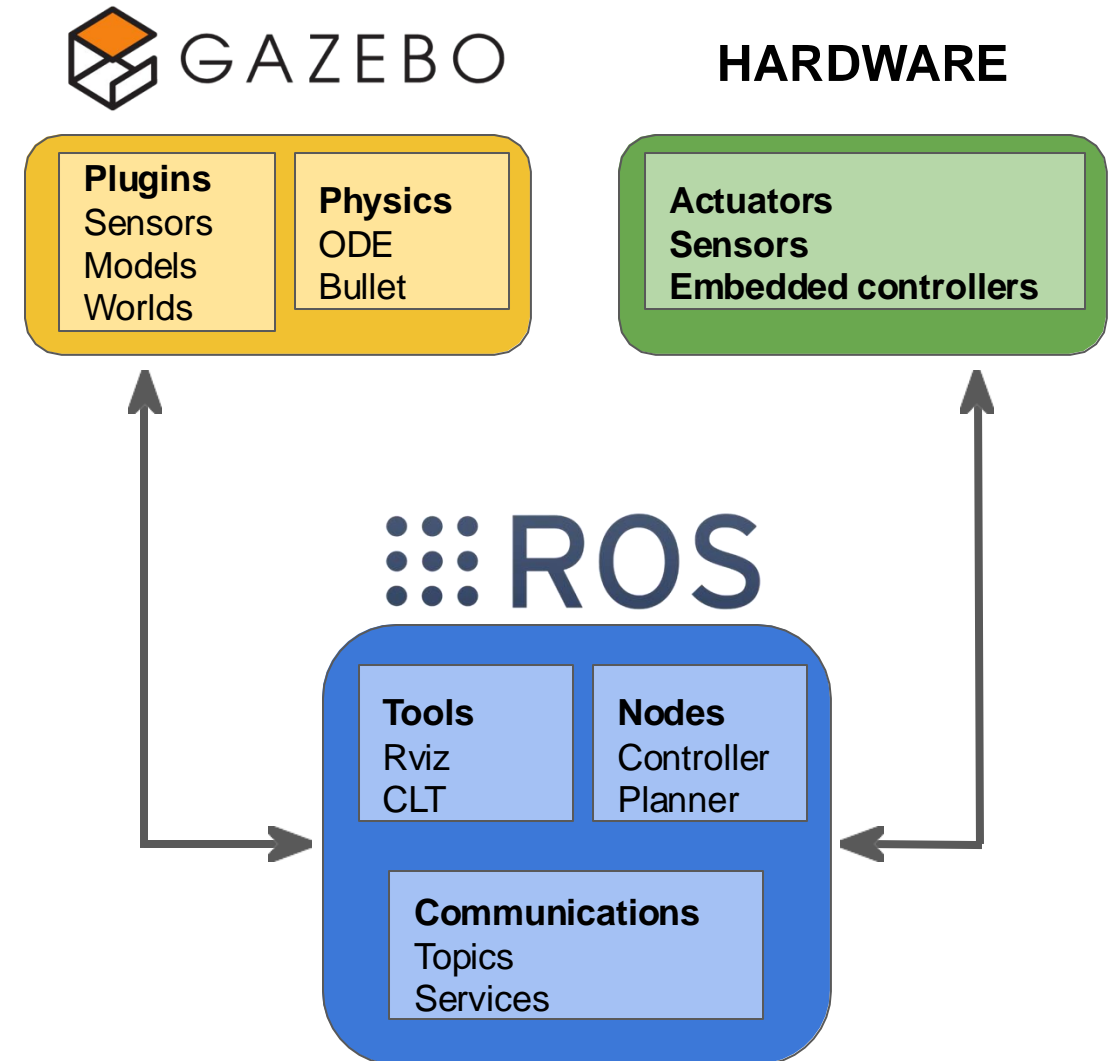 GAZEBO
HARDWARE
Plugins
Sensors
Models
Worlds
Physics
ODE
Bullet
Actuators
Sensors
Embedded controllers
ROS
Tools
Rviz
CLT
Nodes
Controller
Planner
Communications
Topics
Services